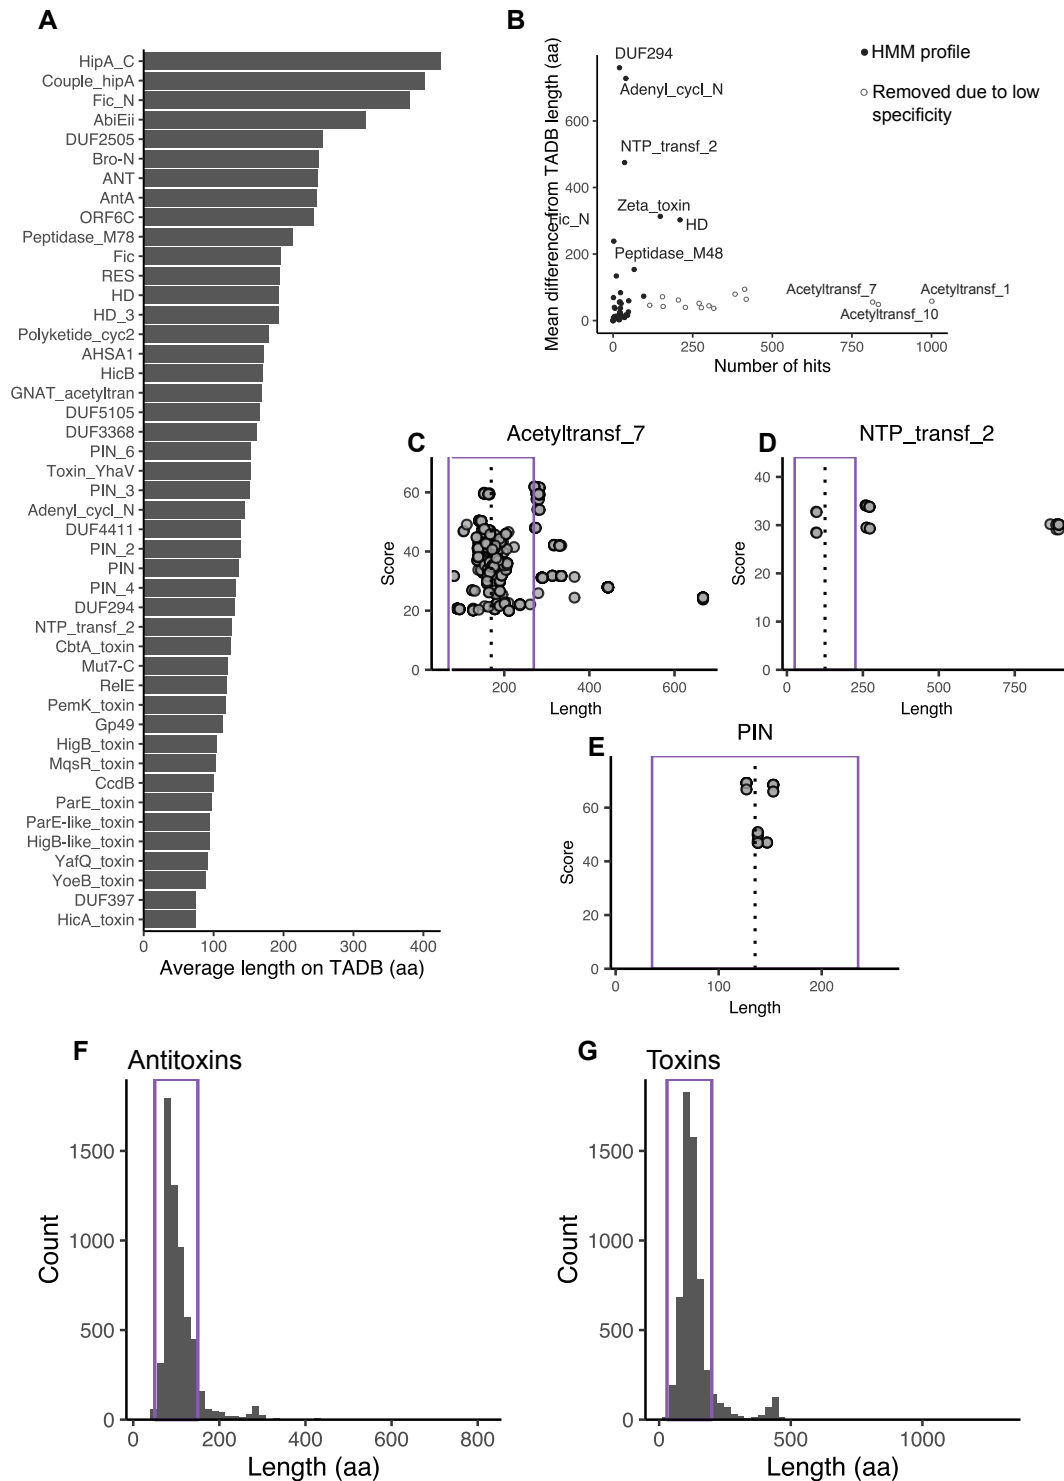 A
HipA_C
Couple_hipA
Fic_N
AbiEii
DUF2505
Bro-N
ANT
AntA
ORF6C
Peptidase_M78
Fic
RES
HD
HD_3
Polyketide_cyc2
AHSA1
HicB
GNAT_acetyltran
DUF5105
DUF3368
PIN_6
Toxin_YhaV
PIN_3
Adenyl_cycl_N
DUF4411
PIN_2
PIN
PIN_4
DUF294
NTP_transf_2
CbtA_toxin
Mut7-C
RelE
PemK_toxin
Gp49
HigB_toxin
MqsR_toxin
CcdB
ParE_toxin
ParE-like_toxin
HigB-like_toxin
YafQ_toxin
YoeB_toxin
DUF397
HicA_toxin
0 100 200 300 400
Average length on TADB (aa)
B
Mean difference from TADB length (aa)
600
400
200
0
DUF294
Adenyl_cycl_N
NTP_transf_2
Zeta_toxin
Fic_N
HD
Peptidase_M48
Acetyltransf_7
Acetyltransf_1
Acetyltransf_10
0 250 500 750 1000
Number of hits
HMM profile
Removed due to low
specificity
C
Acetyltransf_7
Score
60
40
20
0
200 400 600
Length
D
NTP_transf_2
Score
40
30
20
10
0
0 250 500 750
Length
E
PIN
Score
60
40
20
0
0 100 200
Length
F
Antitoxins
Count
1500
1000
500
0
0 200 400 600 800
Length (aa)
G
Toxins
Count
1500
1000
500
0
0 500 1000
Length (aa)